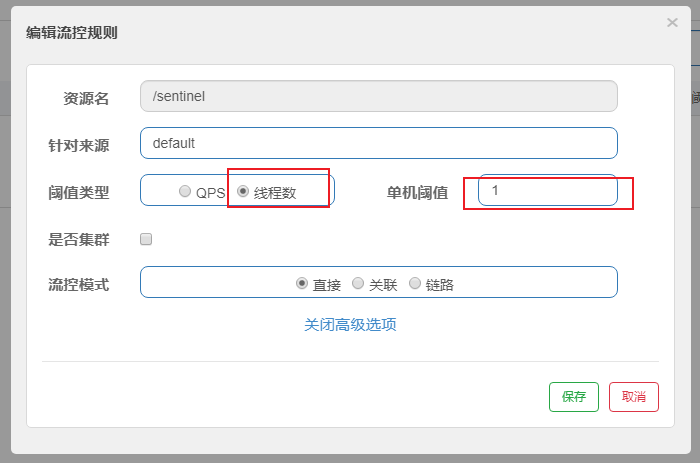 编辑流控规则 ×
资源名 /sentinel
针对来源 default
阈值类型 QPS 线程数 单机阈值 1
是否集群
流控模式 直接 关联 链路
关闭高级选项
保存 取消